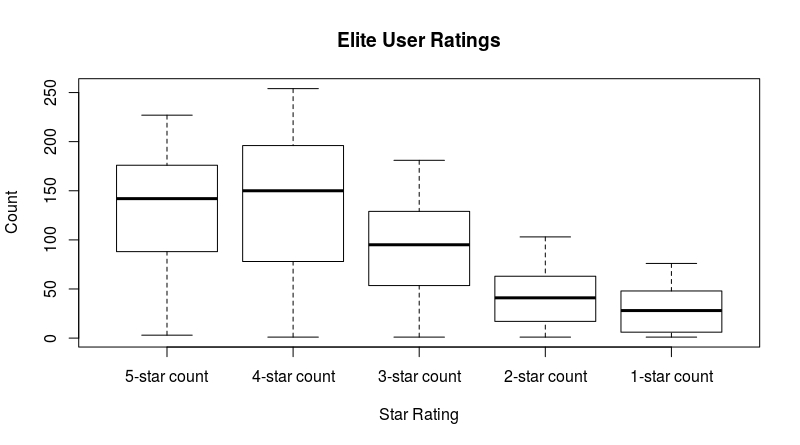 Elite User Ratings
Count
250
200
150
100
50
0
5-star count 4-star count 3-star count 2-star count 1-star count
Star Rating